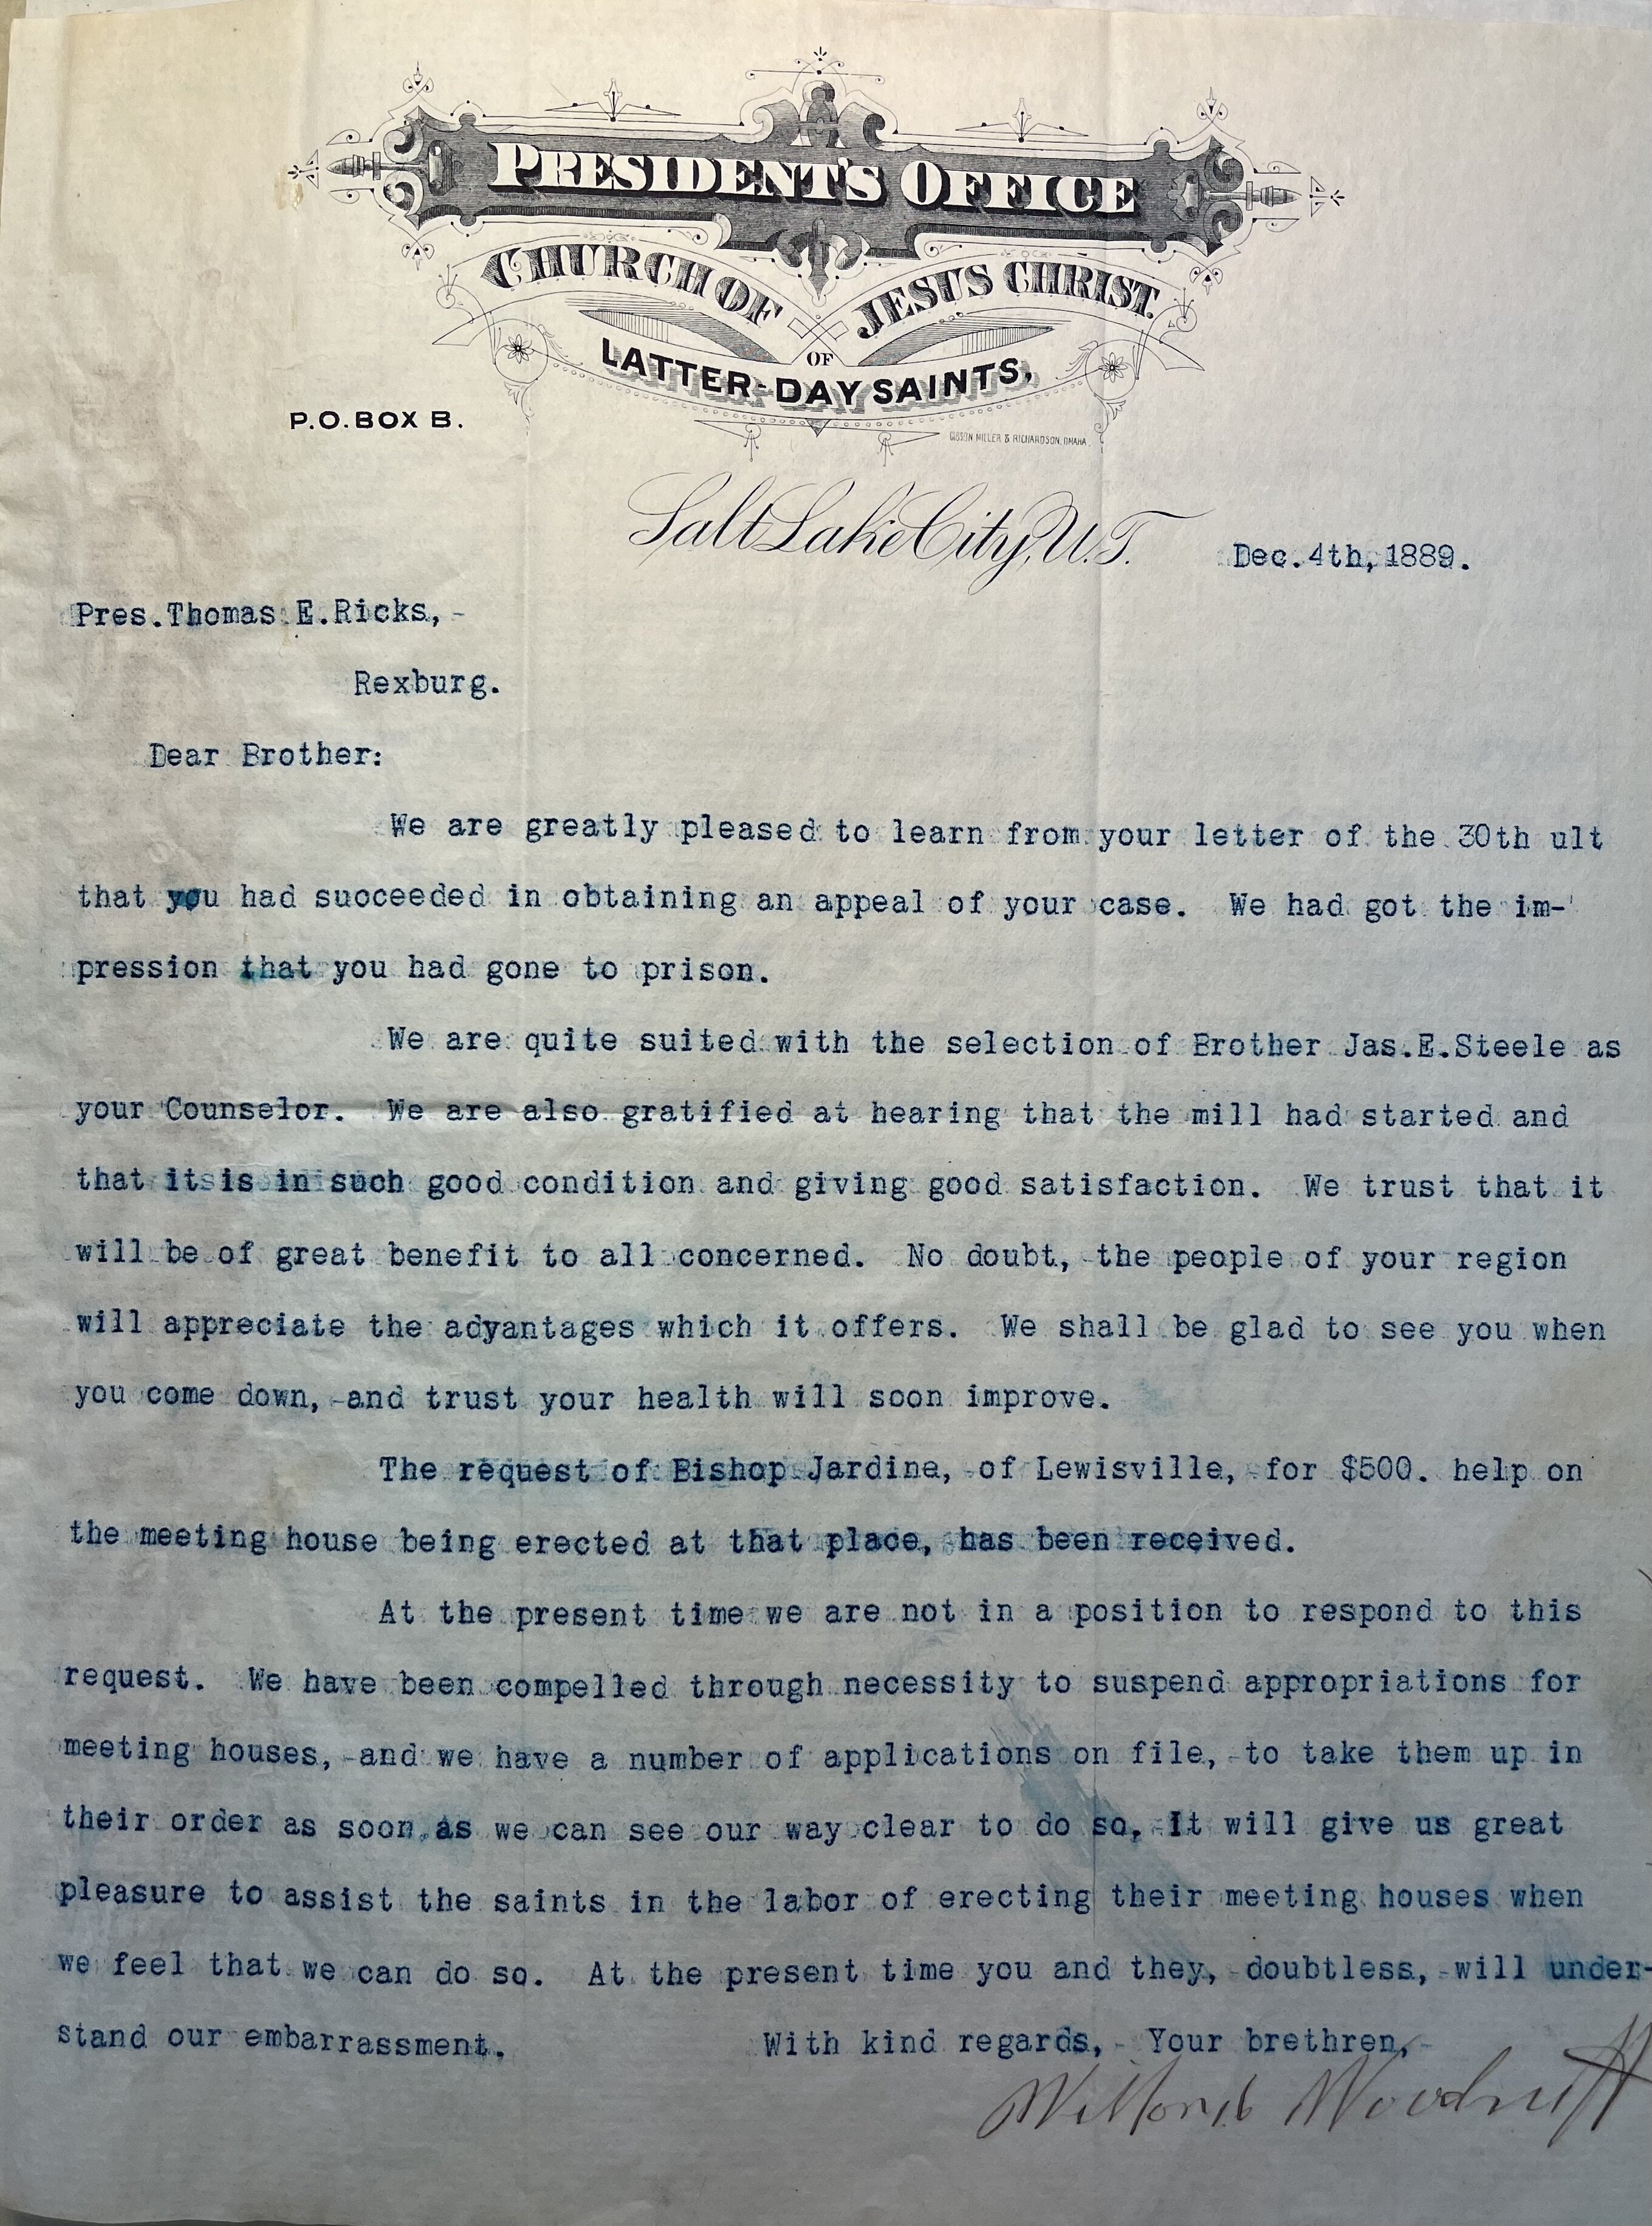 PRESIDENT'S OFFICE
CHURCH OF JESUS CHRIST.
OF
LATTER-DAY SAINTS,
P.O. BOX B.
GIBSON MILLER & RICHARDSON, OMAHA.
Salt Lake City, U.T. Dec. 4th, 1889.
Pres. Thomas E. Ricks,-
Rexburg.
Dear Brother:
We are greatly pleased to learn from your letter of the 30th ult
that you had succeeded in obtaining an appeal of your case. We had got the im-
pression that you had gone to prison.
We are quite suited with the selection of Brother Jas. E. Steele as
your Counselor. We are also gratified at hearing that the mill had started and
that it is in such good condition and giving good satisfaction. We trust that it
will be of great benefit to all concerned. No doubt, the people of your region
will appreciate the advantages which it offers. We shall be glad to see you when
you come down,-and trust your health will soon improve.
The request of Bishop Jardine,-of Lewisville,-for $500. help on
the meeting house being erected at that place, has been received.
At the present time we are not in a position to respond to this
request. We have been compelled through necessity to suspend appropriations for
meeting houses,-and we have a number of applications on file,-to take them up in
their order as soon as we can see our way clear to do so, It will give us great
pleasure to assist the saints in the labor of erecting their meeting houses when
we feel that we can do so. At the present time you and they,-doubtless,-will under-
stand our embarrassment. With kind regards,- Your brethren,-
Wilford Woodruff